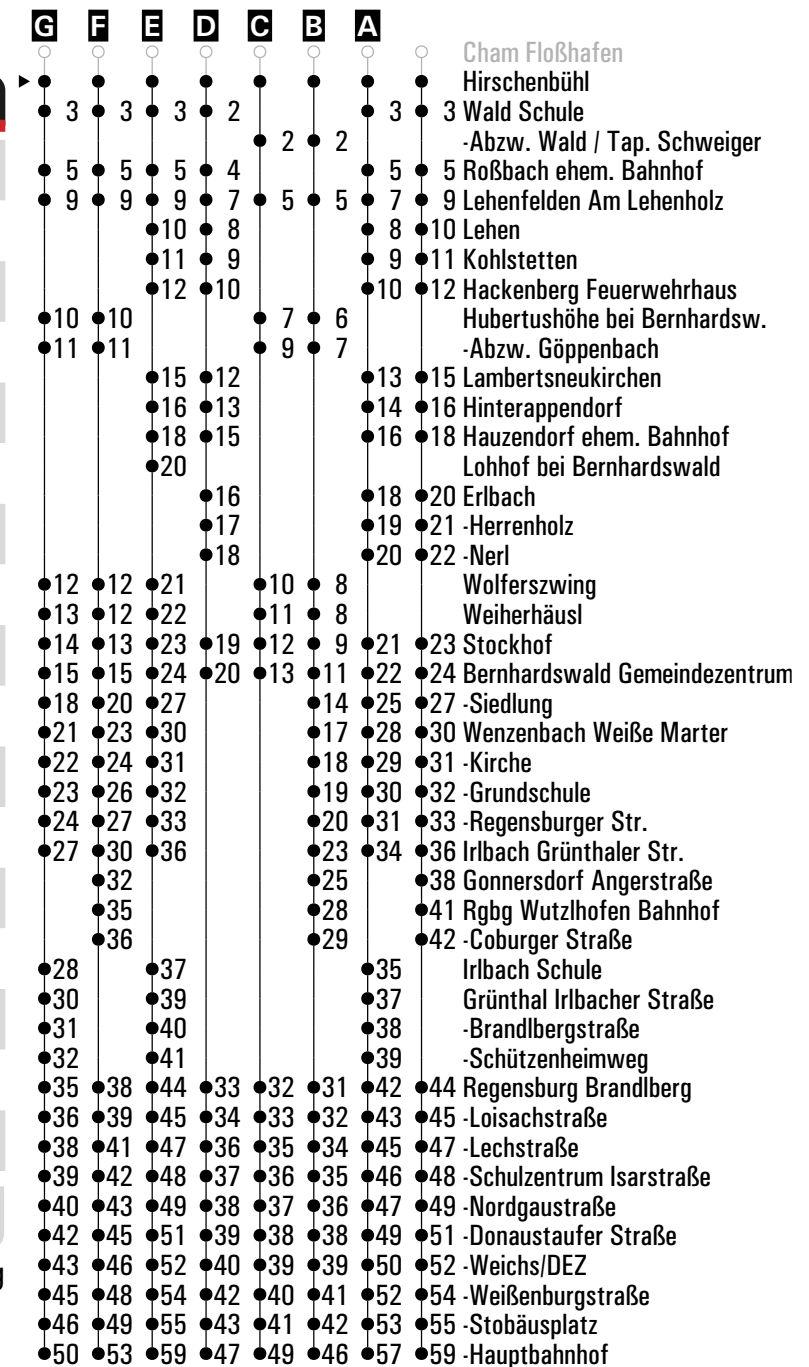 G F E D C B A
Cham Floßhafen
Hirschenbühl
3 3 3 2 3 3 Wald Schule
2 2 -Abzw. Wald / Tap. Schweiger
5 5 5 4 5 5 Roßbach ehem. Bahnhof
9 9 9 7 5 5 7 9 Lehenfelden Am Lehenholz
10 8 8 10 Lehen
11 9 9 11 Kohlstetten
12 10 10 12 Hackenberg Feuerwehrhaus
10 10 7 6 Hubertushöhe bei Bernhardsw.
11 11 9 7 -Abzw. Göppenbach
15 12 13 15 Lambertsneukirchen
16 13 14 16 Hinterappendorf
18 15 16 18 Hauzendorf ehem. Bahnhof
20 Lohhof bei Bernhardswald
16 18 20 Erlbach
17 19 21 -Herrenholz
18 20 22 -Nerl
12 12 21 10 8 Wolferszwing
13 12 22 11 8 Weiherhäusl
14 13 23 19 12 9 21 23 Stockhof
15 15 24 20 13 11 22 24 Bernhardswald Gemeindezentrum
18 20 27 14 25 27 -Siedlung
21 23 30 17 28 30 Wenzenbach Weiße Marter
22 24 31 18 29 31 -Kirche
23 26 32 19 30 32 -Grundschule
24 27 33 20 31 33 -Regensburger Str.
27 30 36 23 34 36 Irlbach Grünthaler Str.
32 25 38 Gonnersdorf Angerstraße
35 28 41 Rgbg Wutzlhofen Bahnhof
36 29 42 -Coburger Straße
28 37 35 Irlbach Schule
30 39 37 Grünthal Irlbacher Straße
31 40 38 -Brandlbergstraße
32 41 39 -Schützenheimweg
35 38 44 33 32 31 42 44 Regensburg Brandlberg
36 39 45 34 33 32 43 45 -Loisachstraße
38 41 47 36 35 34 45 47 -Lechstraße
39 42 48 37 36 35 46 48 -Schulzentrum Isarstraße
40 43 49 38 37 36 47 49 -Nordgaustraße
42 45 51 39 38 38 49 51 -Donaustaufer Straße
43 46 52 40 39 39 50 52 -Weichs/DEZ
45 48 54 42 40 41 52 54 -Weißenburgstraße
46 49 55 43 41 42 53 55 -Stobäusplatz
50 53 59 47 49 46 57 59 -Hauptbahnhof